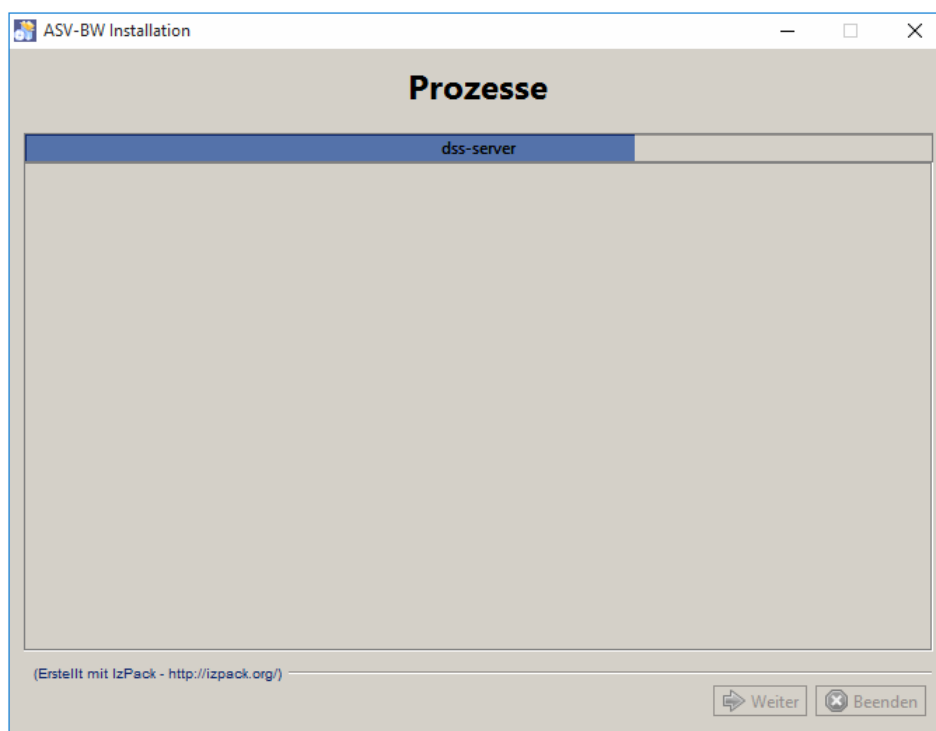 ASV-BW Installation
Prozesse
dss-server
(Erstellt mit IzPack - http://izpack.org/)
Weiter
Beenden